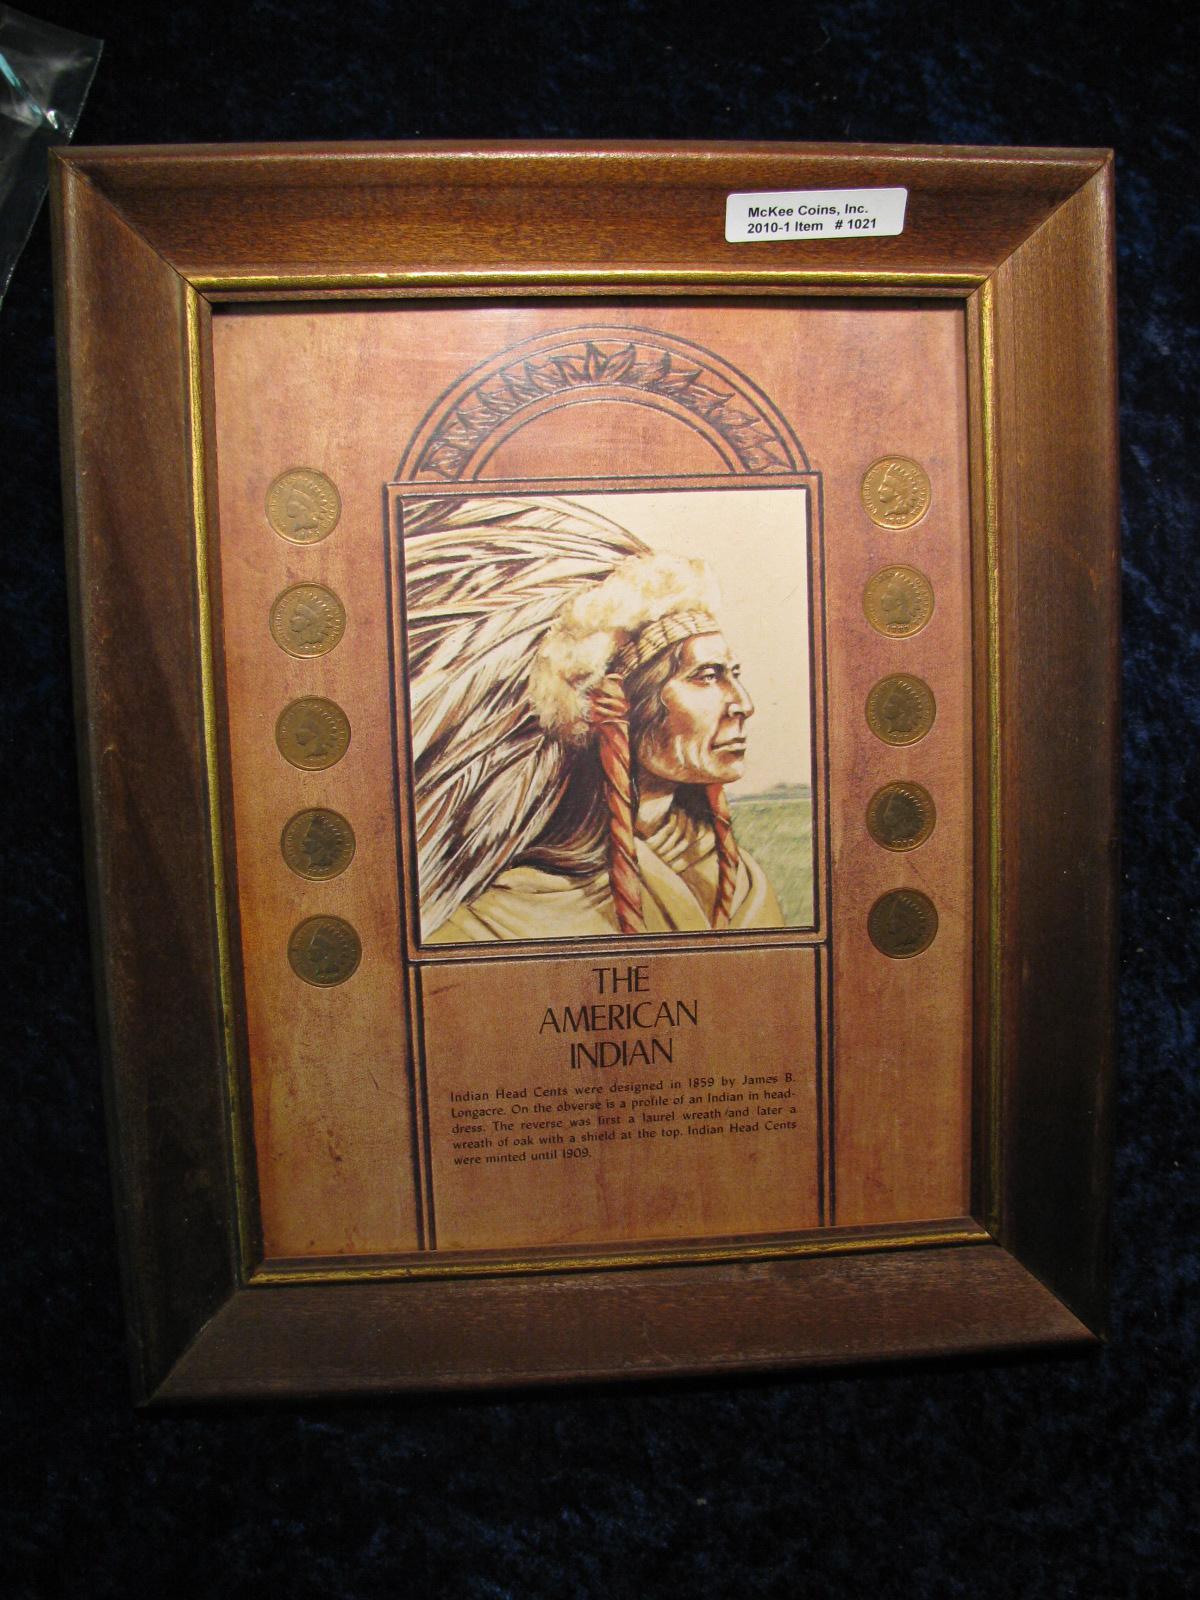 McKee Coins, Inc.
2010-1 Item # 1021
THE
AMERICAN
INDIAN
Indian Head Cents were designed in 1859 by James B.
Longacre. On the obverse is a profile of an Indian in head-
dress. The reverse was first a laurel wreath and later a
wreath of oak with a shield at the top. Indian Head Cents
were minted until 1909.